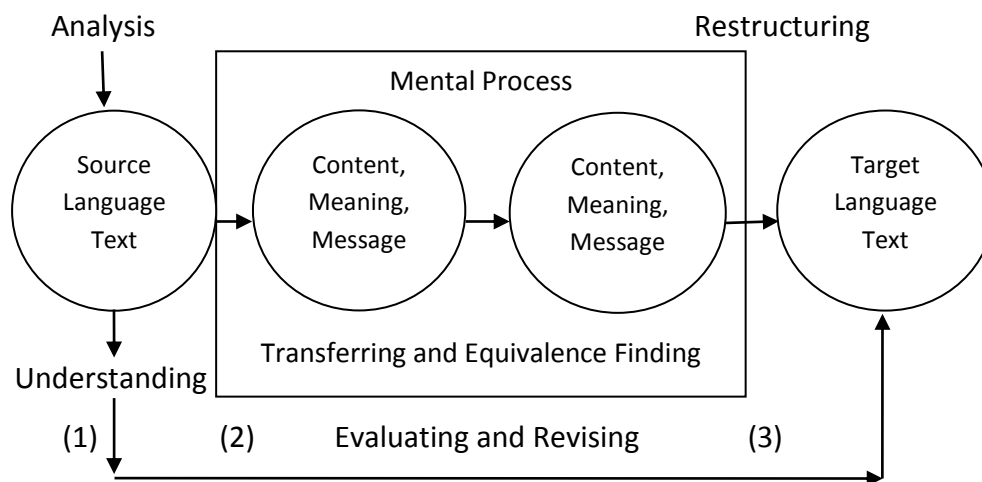 Analysis
Restructuring
Mental Process
Source
Language
Text
Content,
Meaning,
Message
Content,
Meaning,
Message
Target
Language
Text
Transferring and Equivalence Finding
Understanding
(1)
(2)
Evaluating and Revising
(3)